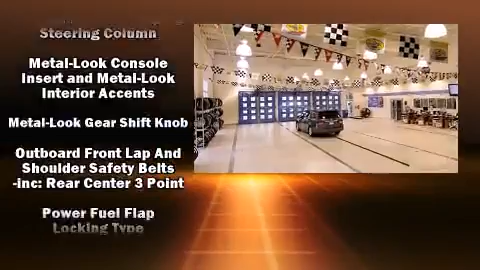 Steering Column
Metal-Look Console
Insert and Metal-Look
Interior Accents
Metal-Look Gear Shift Knob
Outboard Front Lap And
Shoulder Safety Belts
-inc: Rear Center 3 Point
Power Fuel Flap
Locking Type